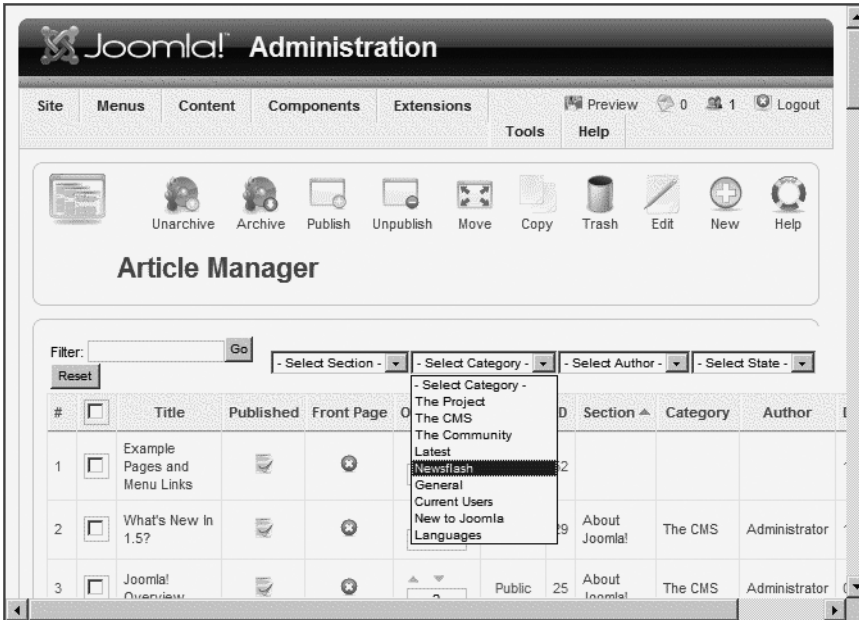 Joomla!™ Administration
Site Menus Content Components Extensions Preview 0 1 Logout
Tools Help
Unarchive Archive Publish Unpublish Move Copy Trash Edit New Help
Article Manager
Filter: Go
- Select Section - - Select Category - - Select Author - - Select State -
Reset
- Select Category -
The Project
The CMS
The Community
Latest
Newsflash
General
Current Users
New to Joomla
Languages
# Title Published Front Page Section Category Author
1 Example
Pages and
Menu Links
2 What's New In
1.5?
About
Joomla!
The CMS Administrator
3 Joomla!
Overview
Public 25 About
Joomla!
The CMS Administrator